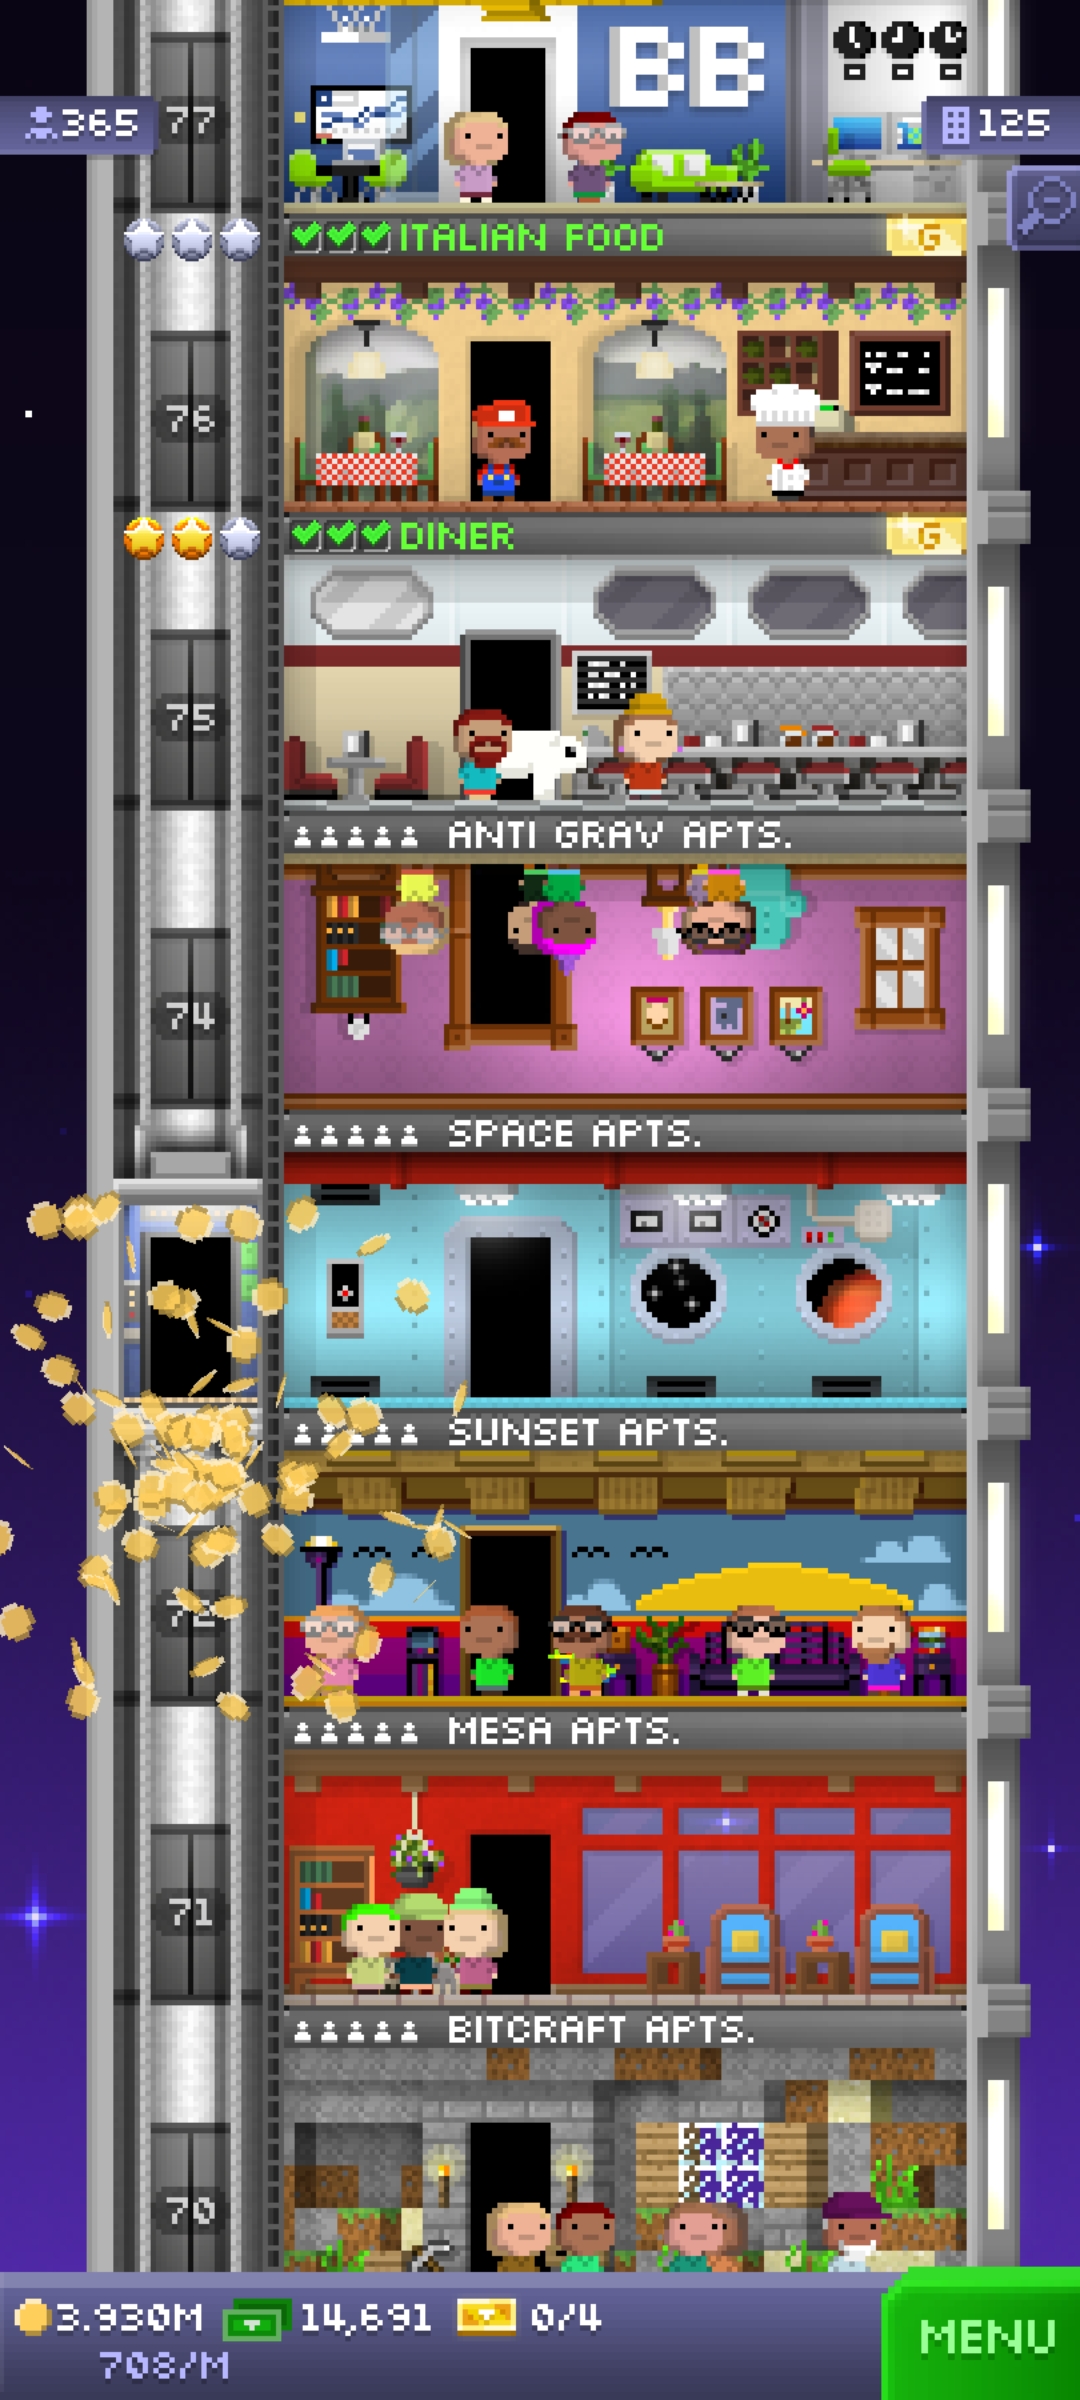 BB
365
77
125
ITALIAN FOOD
G
76
DINER
G
75
ANTI GRAV APTS.
74
SPACE APTS.
SUNSET APTS.
72
MESA APTS.
71
BITCRAFT APTS.
70
3.930M 14,691 0/4
708/M
MENU